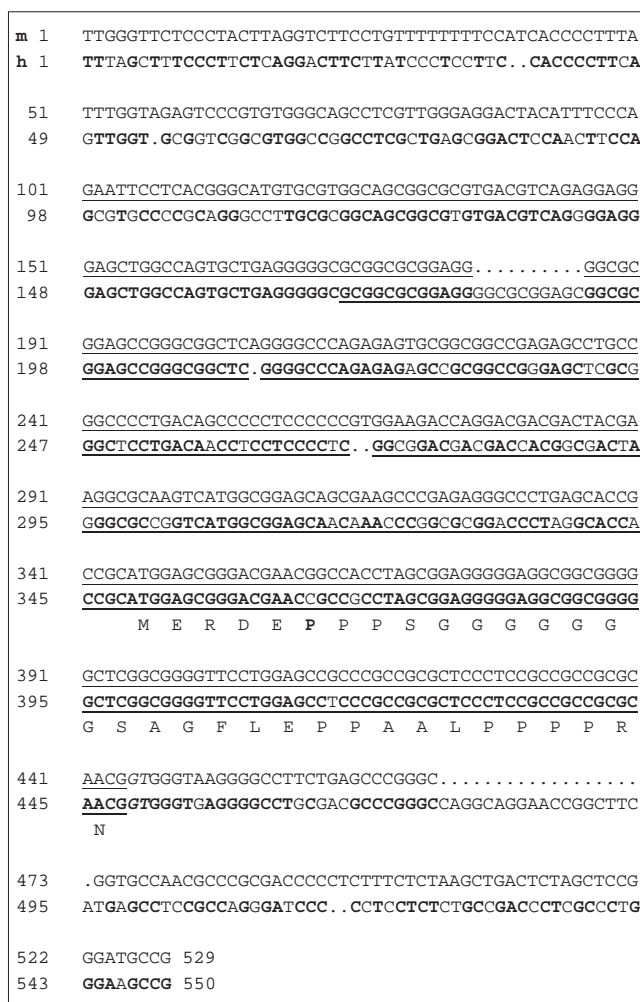 m 1 TTGGGTTCTCCCTACTTAGGTCTTCCTGTTTTTTTTCCATCACCCCTTTA
h 1 TTTAGCTTTCCCTTCTCAGGACTTCTTATCCCTCCTTC..CACCCCTTCA
51 TTTGGTAGAGTCCCGTGTGGGCAGCCTCGTTGGGAGGACTACATTTCCCA
49 GTTGGT.GCGGTCGGCGTGGCCGGCCTCGCTGAGCGGACTCCAACTTCCA
101 GAATTCCTCACGGGCATGTGCGTGGCAGCGGCGCGTGACGTCAGAGGAGG
98 GCGTGCCCCGCAGGGCCTTGCGCGGCAGCGGCGTGTGACGTCAGGGGAGG
151 GAGCTGGCCAGTGCTGAGGGGGCGCGGCGCGGAGG..........GGCGC
148 GAGCTGGCCAGTGCTGAGGGGGCGCGGCGCGGAGGGGCGCGGAGCGGCGC
191 GGAGCCGGGCGGCTCAGGGGCCCAGAGAGTGCGGCGGCCGAGAGCCTGCC
198 GGAGCCGGGCGGCTC.GGGGCCCAGAGAGAGCCGCGGCCGGGAGCTCGCG
241 GGCCCCTGACAGCCCCCTCCCCCCGTGGAAGACCAGGACGACGACTACGA
247 GGCTCCTGACAACCTCCTCCCCTC..GGCGGACGACGACCACGGCGACTA
291 AGGCGCAAGTCATGGCGGAGCAGCGAAGCCCGAGAGGGCCCTGAGCACCG
295 GGGCGCCGGTCATGGCGGAGCAACAAACCCGGCGCGGACCCTAGGCACCA
341 CCGCATGGAGCGGGACGAACGGCCACCTAGCGGAGGGGGAGGCGGCGGGG
345 CCGCATGGAGCGGGACGAACCGCCGCCTAGCGGAGGGGGAGGCGGCGGGG
M E R D E P P P S G G G G G G
391 GCTCGGCGGGGTTCCTGGAGCCGCCCGCCGCGCTCCCTCCGCCGCCGCGC
395 GCTCGGCGGGGTTCCTGGAGCCTCCCGCCGCGCTCCCTCCGCCGCCGCGC
G S A G F L E P P A A L P P P P R
441 AACGGTGGGTAAGGGGCCTTCTGAGCCCGGGC..................
445 AACGGTGGGTGAGGGGCCTGCGACGCCCGGGCCAGGCAGGAACCGGCTTC
N
473 .GGTGCCAACGCCCGCGACCCCCTCTTTCTCTAAGCTGACTCTAGCTCCG
495 ATGAGCCTCCGCCAGGGATCCC..CCTCCTCTCTGCCGACCCTCGCCCTG
522 GGATGCCG 529
543 GGAAGCCG 550